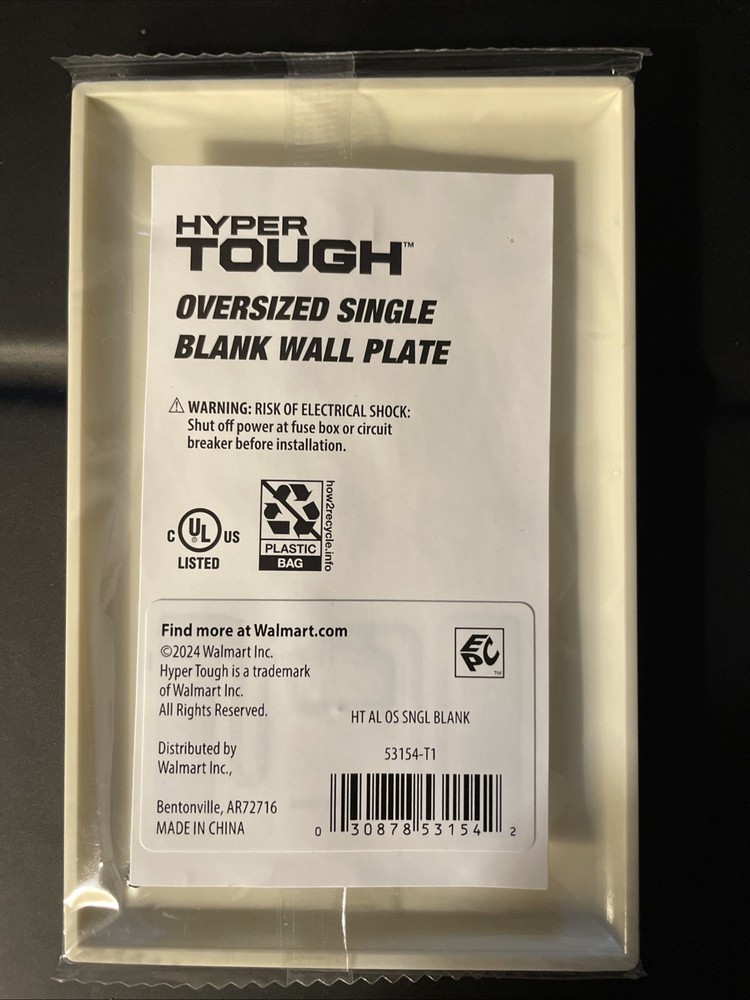 HYPER
TOUGH™
OVERSIZED SINGLE
BLANK WALL PLATE
⚠ WARNING: RISK OF ELECTRICAL SHOCK:
Shut off power at fuse box or circuit
breaker before installation.
C UL® US
LISTED
PLASTIC
BAG
how2recycle.info
Find more at Walmart.com
©2024 Walmart Inc.
Hyper Tough is a trademark
of Walmart Inc.
All Rights Reserved.
EPC™
HT AL OS SNGL BLANK
Distributed by
Walmart Inc.,
53154-T1
Bentonville, AR72716
MADE IN CHINA
0 30878 53154 2